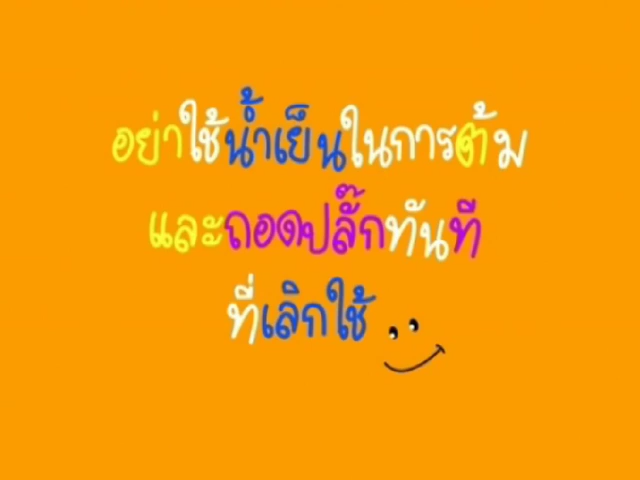 อย่าใช้น้ำเย็นในการต้ม
และถอดปลั๊กทันที
ที่เลิกใช้